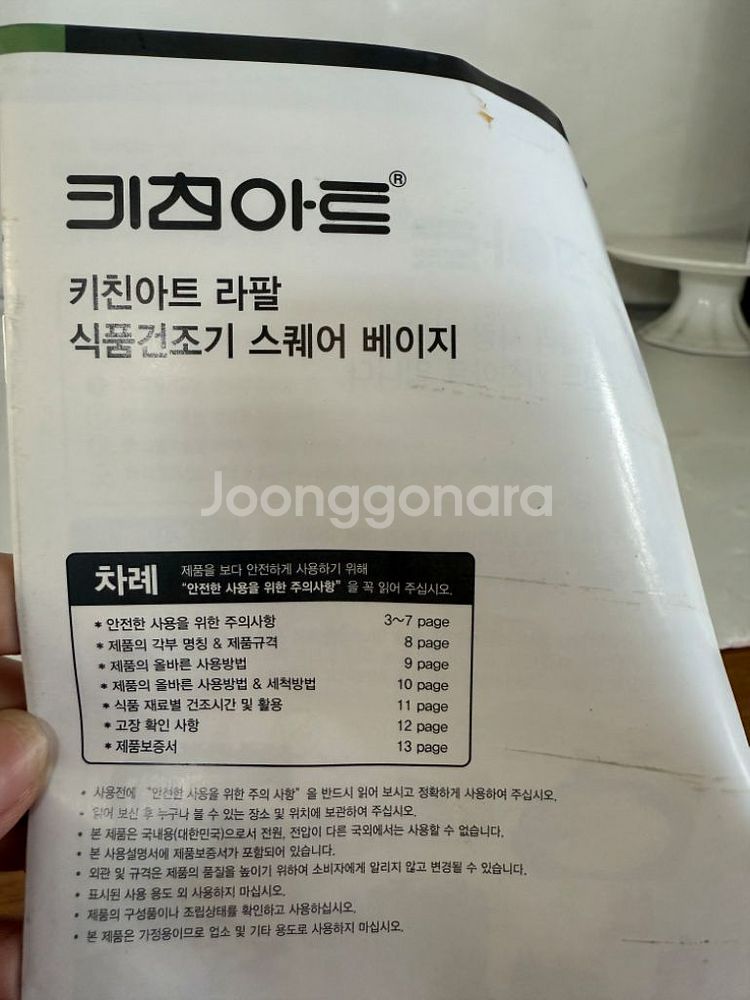 키친아트®
키친아트 라팔
식품건조기 스퀘어 베이지
Joonggonara
차례 제품을 보다 안전하게 사용하기 위해
"안전한 사용을 위한 주의사항" 을 꼭 읽어 주십시오.
* 안전한 사용을 위한 주의사항 3~7 page
* 제품의 각부 명칭 & 제품규격 8 page
* 제품의 올바른 사용방법 9 page
* 제품의 올바른 사용방법 & 세척방법 10 page
* 식품 재료별 건조시간 및 활용 11 page
* 고장 확인 사항 12 page
* 제품보증서 13 page
• 사용전에 "안전한 사용을 위한 주의 사항" 을 반드시 읽어 보시고 정확하게 사용하여 주십시오.
• 읽어 보신 후 누구나 볼 수 있는 장소 및 위치에 보관하여 주십시오.
• 본 제품은 국내용(대한민국)으로서 전원, 전압이 다른 국외에서는 사용할 수 없습니다.
• 본 사용설명서에 제품보증서가 포함되어 있습니다.
• 외관 및 규격은 제품의 품질을 높이기 위하여 소비자에게 알리지 않고 변경될 수 있습니다.
• 표시된 사용 용도 외 사용하지 마십시오.
• 제품의 구성품이나 조립상태를 확인하고 사용하십시오.
• 본 제품은 가정용이므로 업소 및 기타 용도로 사용하지 마십시오.